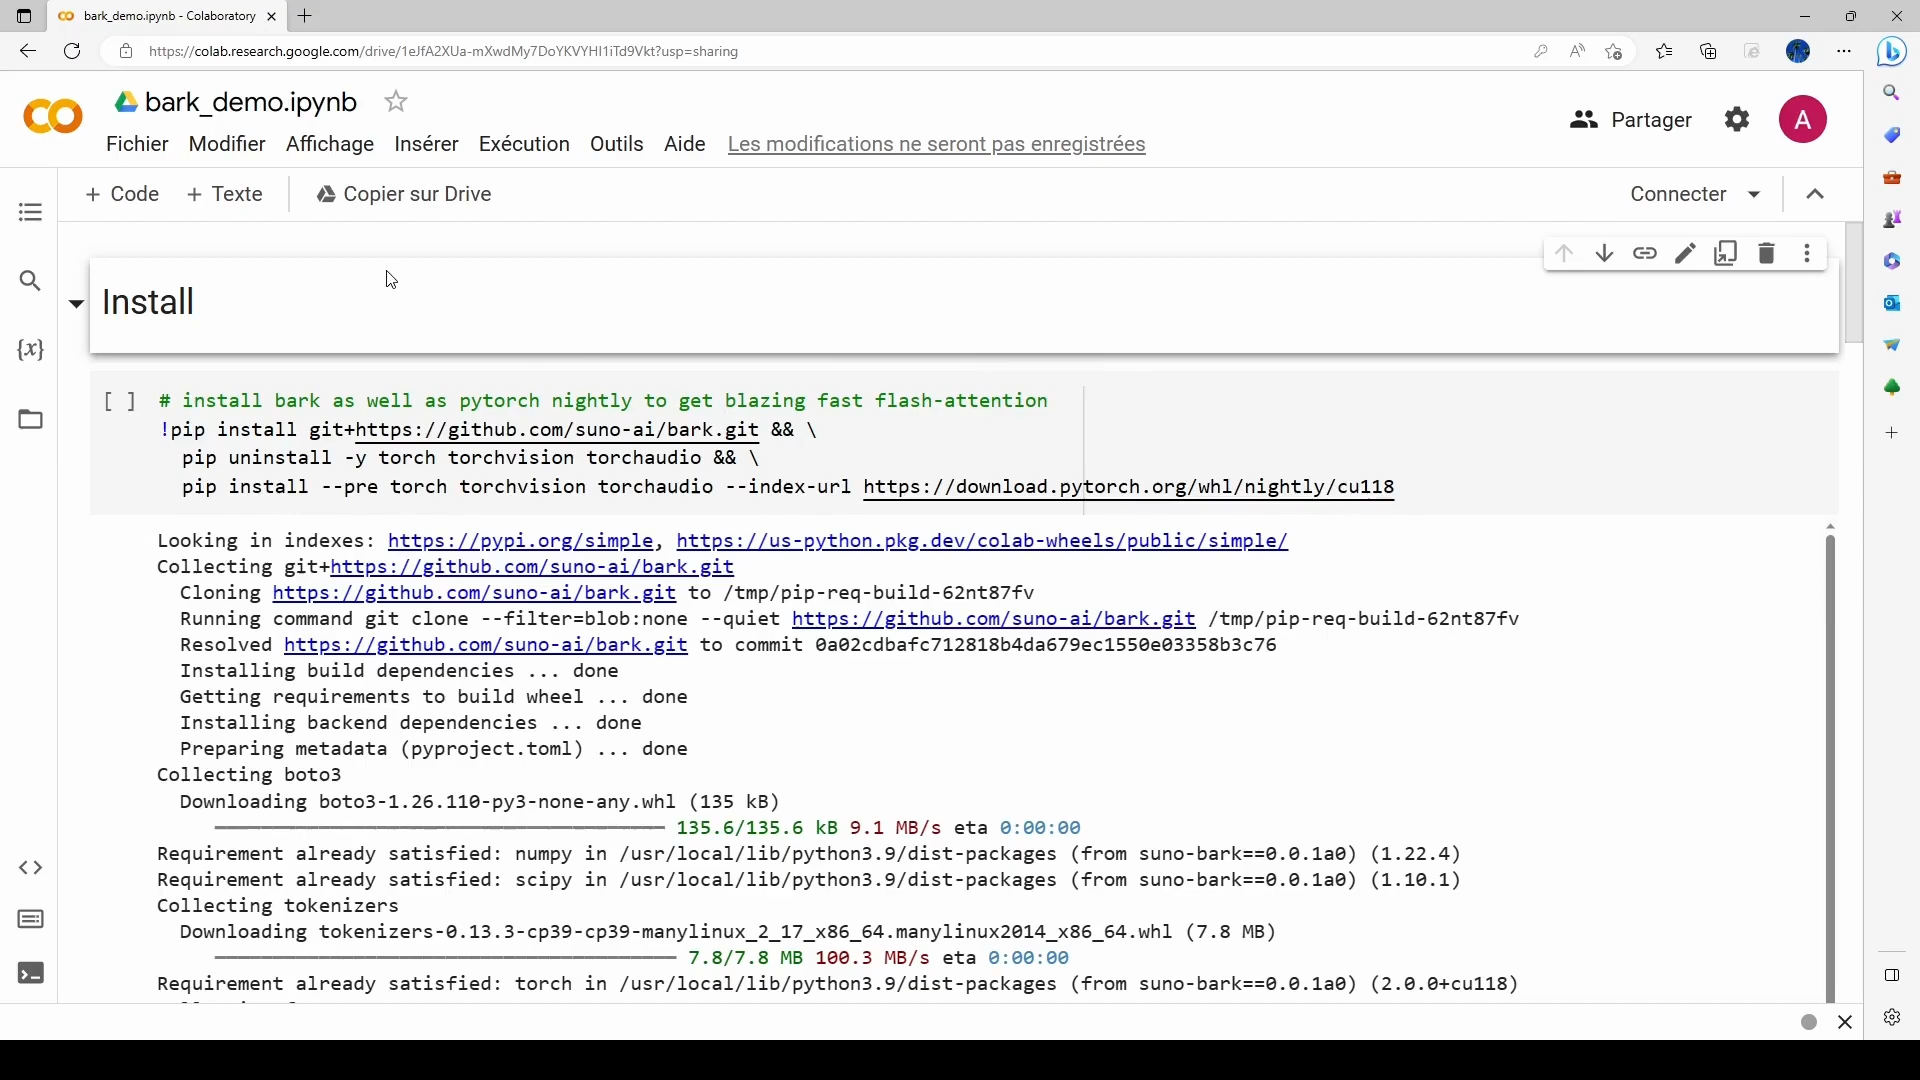 bark_demo.ipynb - Colaboratory
https://colab.research.google.com/drive/1eJfA2XUa-mXwdMy7DoYKVYHI1iTd9Vkt?usp=sharing
bark_demo.ipynb
Partager
A
Fichier Modifier Affichage Insérer Exécution Outils Aide Les modifications ne seront pas enregistrées
+ Code + Texte Copier sur Drive Connecter
Install
[ ] # install bark as well as pytorch nightly to get blazing fast flash-attention
!pip install git+https://github.com/suno-ai/bark.git && \
pip uninstall -y torch torchvision torchaudio && \
pip install --pre torch torchvision torchaudio --index-url https://download.pytorch.org/whl/nightly/cu118
Looking in indexes: https://pypi.org/simple, https://us-python.pkg.dev/colab-wheels/public/simple/
Collecting git+https://github.com/suno-ai/bark.git
Cloning https://github.com/suno-ai/bark.git to /tmp/pip-req-build-62nt87fv
Running command git clone --filter=blob:none --quiet https://github.com/suno-ai/bark.git /tmp/pip-req-build-62nt87fv
Resolved https://github.com/suno-ai/bark.git to commit 0a02cdbafc712818b4da679ec1550e03358b3c76
Installing build dependencies ... done
Getting requirements to build wheel ... done
Installing backend dependencies ... done
Preparing metadata (pyproject.toml) ... done
Collecting boto3
Downloading boto3-1.26.110-py3-none-any.whl (135 kB)
135.6/135.6 kB 9.1 MB/s eta 0:00:00
Requirement already satisfied: numpy in /usr/local/lib/python3.9/dist-packages (from suno-bark==0.0.1a0) (1.22.4)
Requirement already satisfied: scipy in /usr/local/lib/python3.9/dist-packages (from suno-bark==0.0.1a0) (1.10.1)
Collecting tokenizers
Downloading tokenizers-0.13.3-cp39-cp39-manylinux_2_17_x86_64.manylinux2014_x86_64.whl (7.8 MB)
7.8/7.8 MB 100.3 MB/s eta 0:00:00
Requirement already satisfied: torch in /usr/local/lib/python3.9/dist-packages (from suno-bark==0.0.1a0) (2.0.0+cu118)